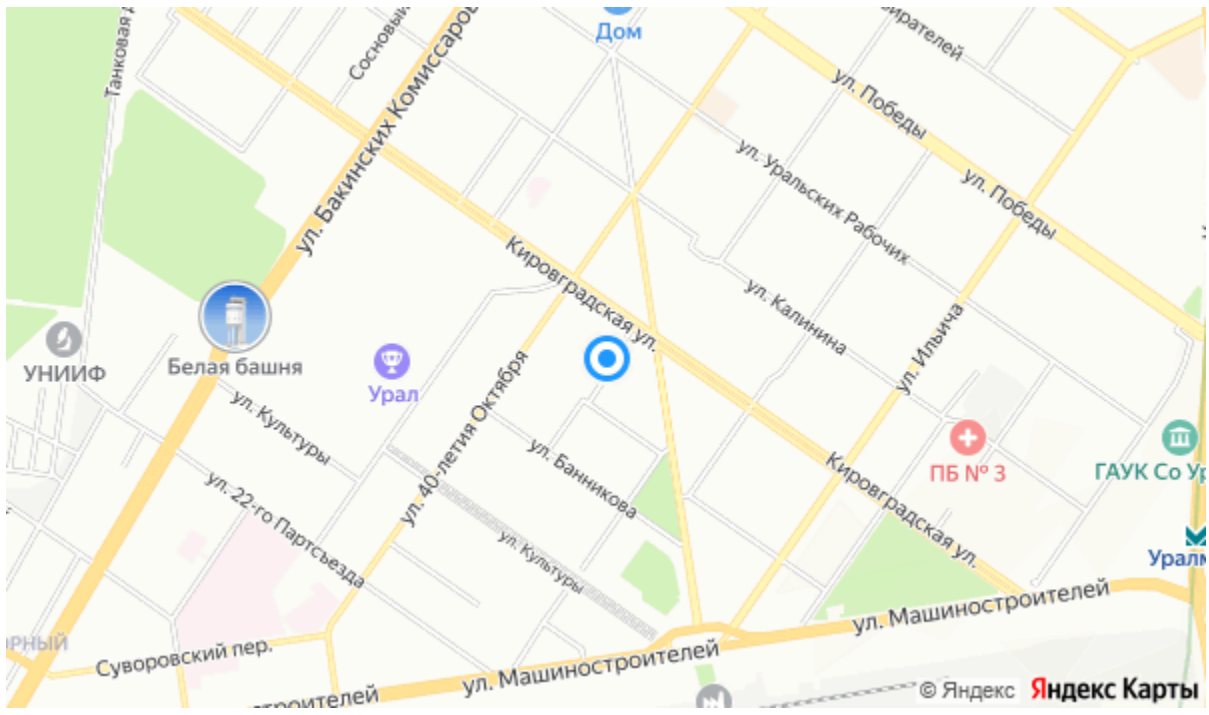 Дом
ирателей
Танковая
Сосновый
ул. Бакинских Комиссаров
ул. Победы
ул. Уральских Рабочих
ул. Победы
Кировградская ул.
ул. Калинина
ул. Ильича
УНИИФ
Белая башня
Урал
ул. 40-летия Октября
ул. Культуры
ул. Банникова
ул. 22-го Партсъезда
ул. Культуры
ПБ № 3
ГАУК Со Ур
Кировградская ул.
Уралм
ул. Машиностроителей
ОРНЫЙ
Суворовский пер.
ул. Машиностроителей
строителей
© Яндекс Яндекс Карты